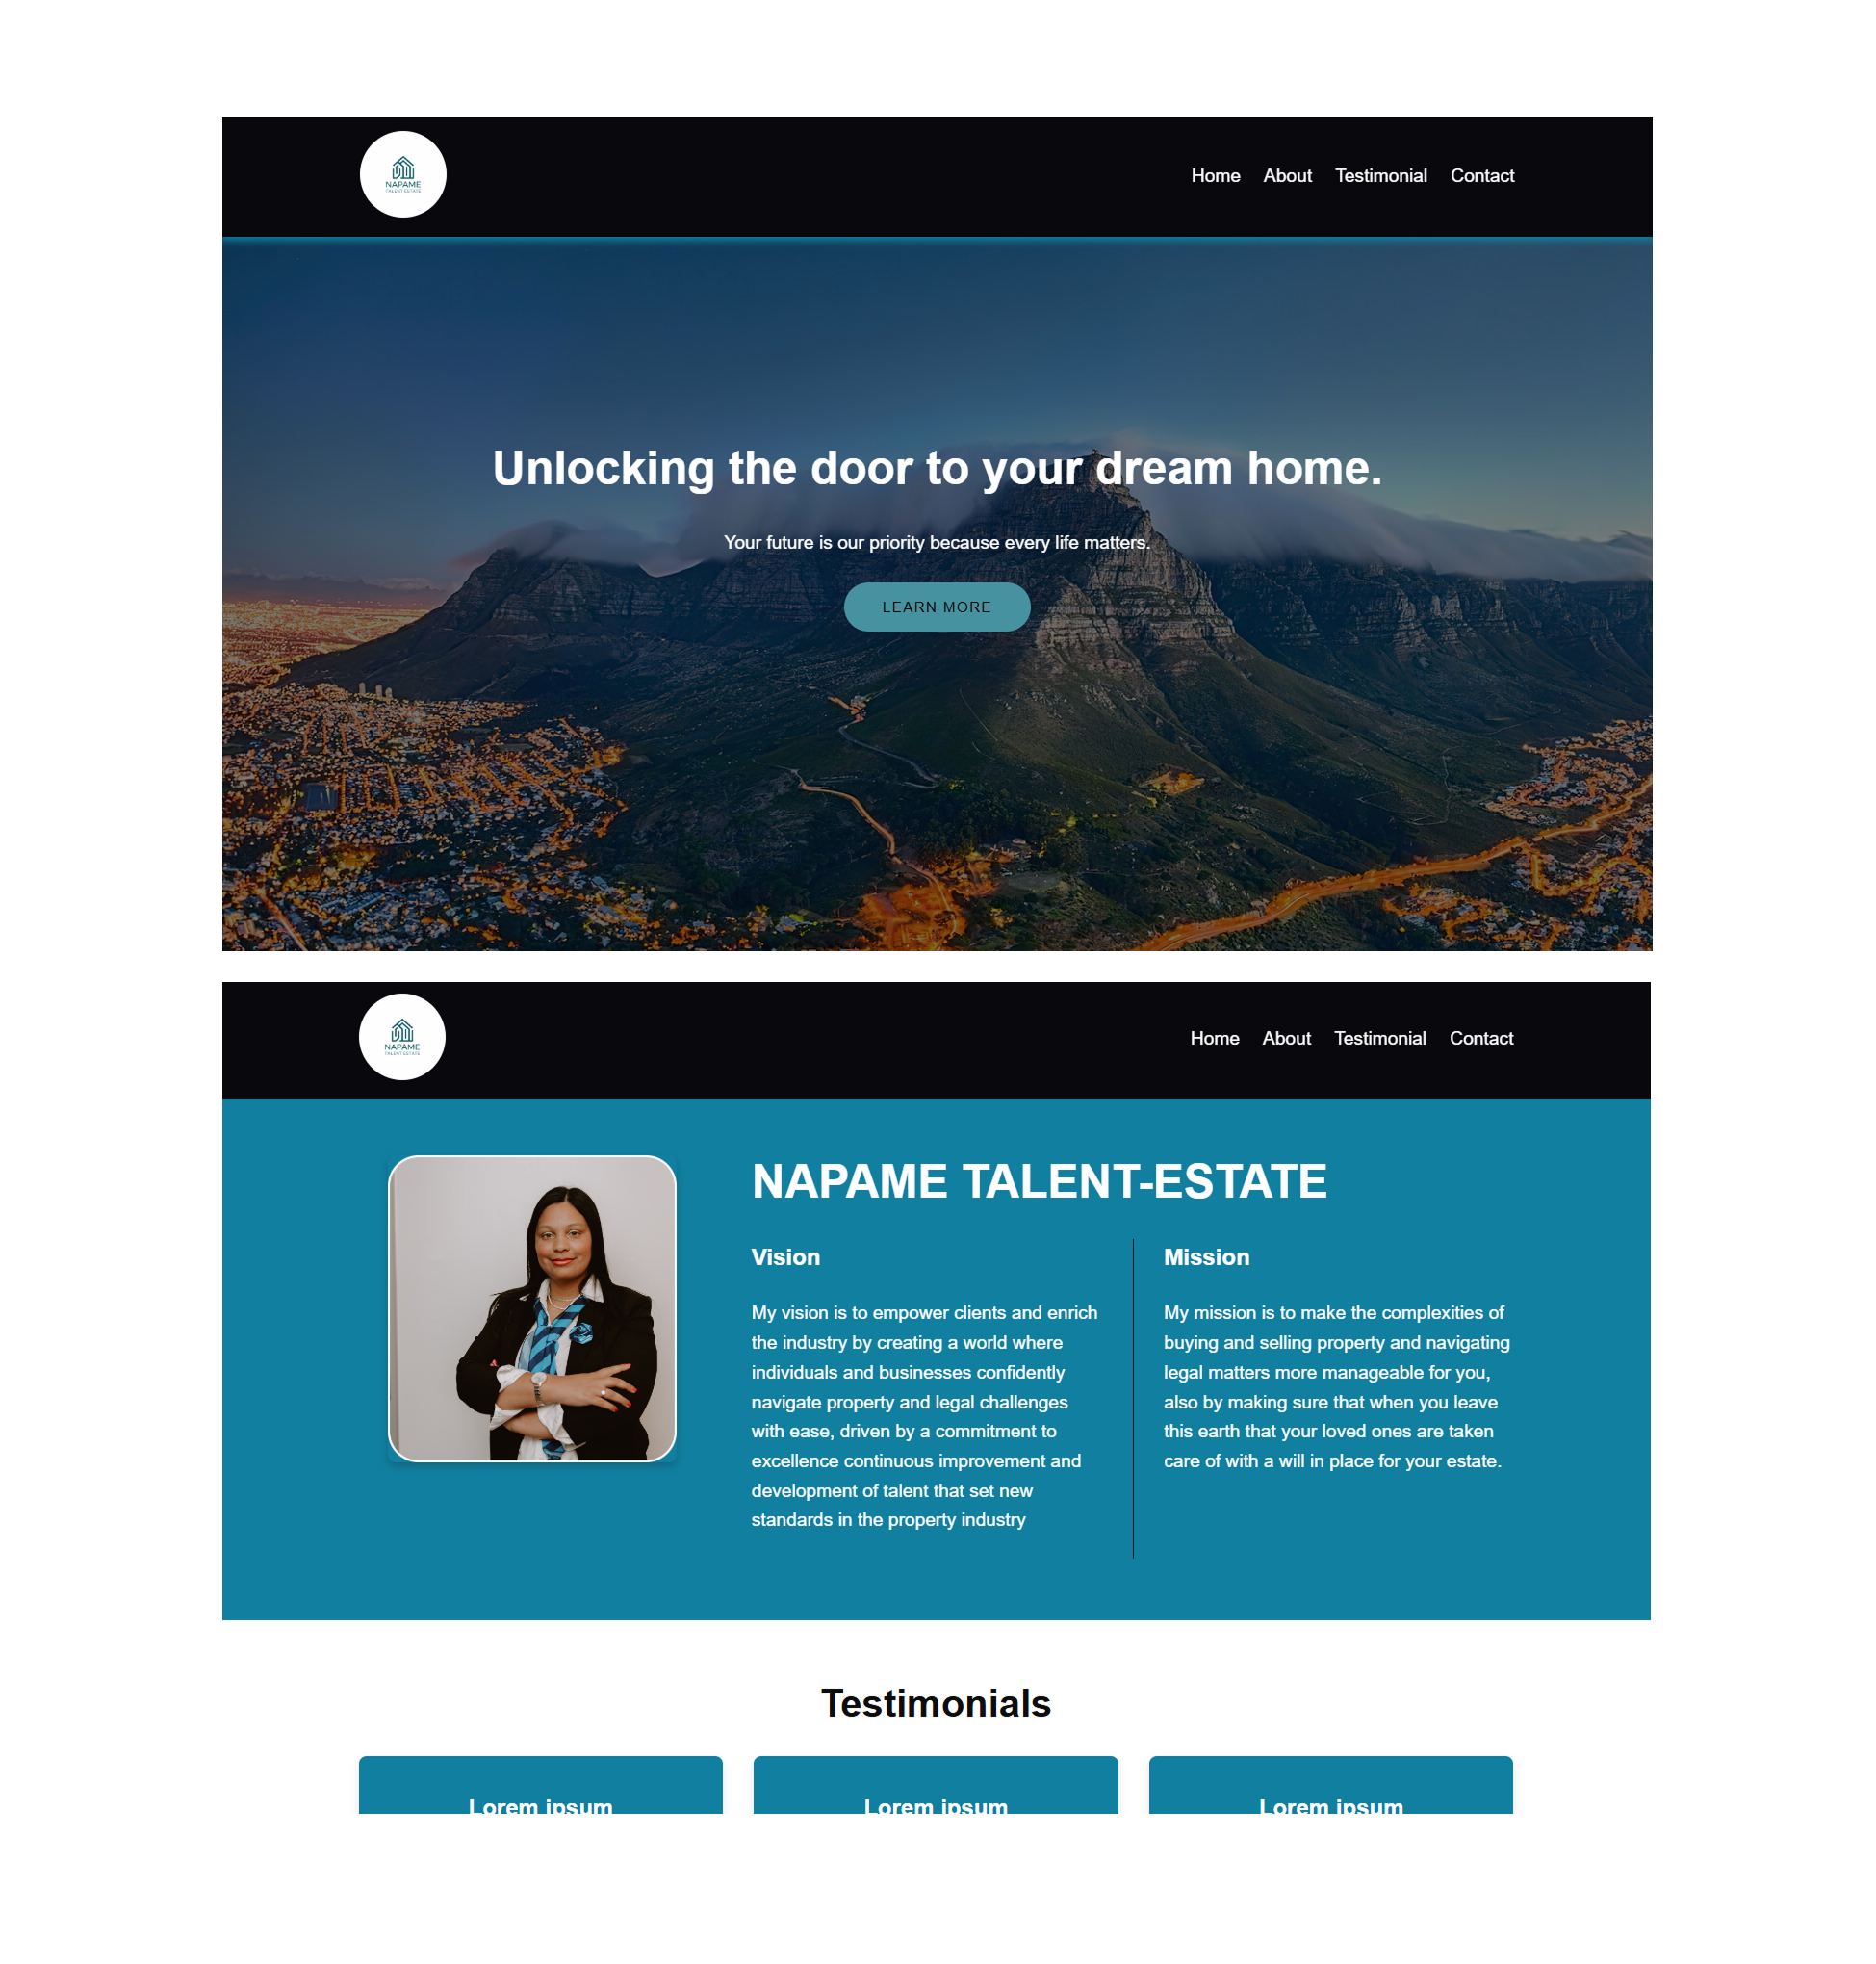 NAPAME
TALENT ESTATE
Home About Testimonial Contact
Unlocking the door to your dream home.
Your future is our priority because every life matters.
LEARN MORE
NAPAME
TALENT ESTATE
Home About Testimonial Contact
NAPAME TALENT-ESTATE
Vision
My vision is to empower clients and enrich
the industry by creating a world where
individuals and businesses confidently
navigate property and legal challenges
with ease, driven by a commitment to
excellence continuous improvement and
development of talent that set new
standards in the property industry
Mission
My mission is to make the complexities of
buying and selling property and navigating
legal matters more manageable for you,
also by making sure that when you leave
this earth that your loved ones are taken
care of with a will in place for your estate.
Testimonials
Lorem ipsum
Lorem ipsum
Lorem ipsum